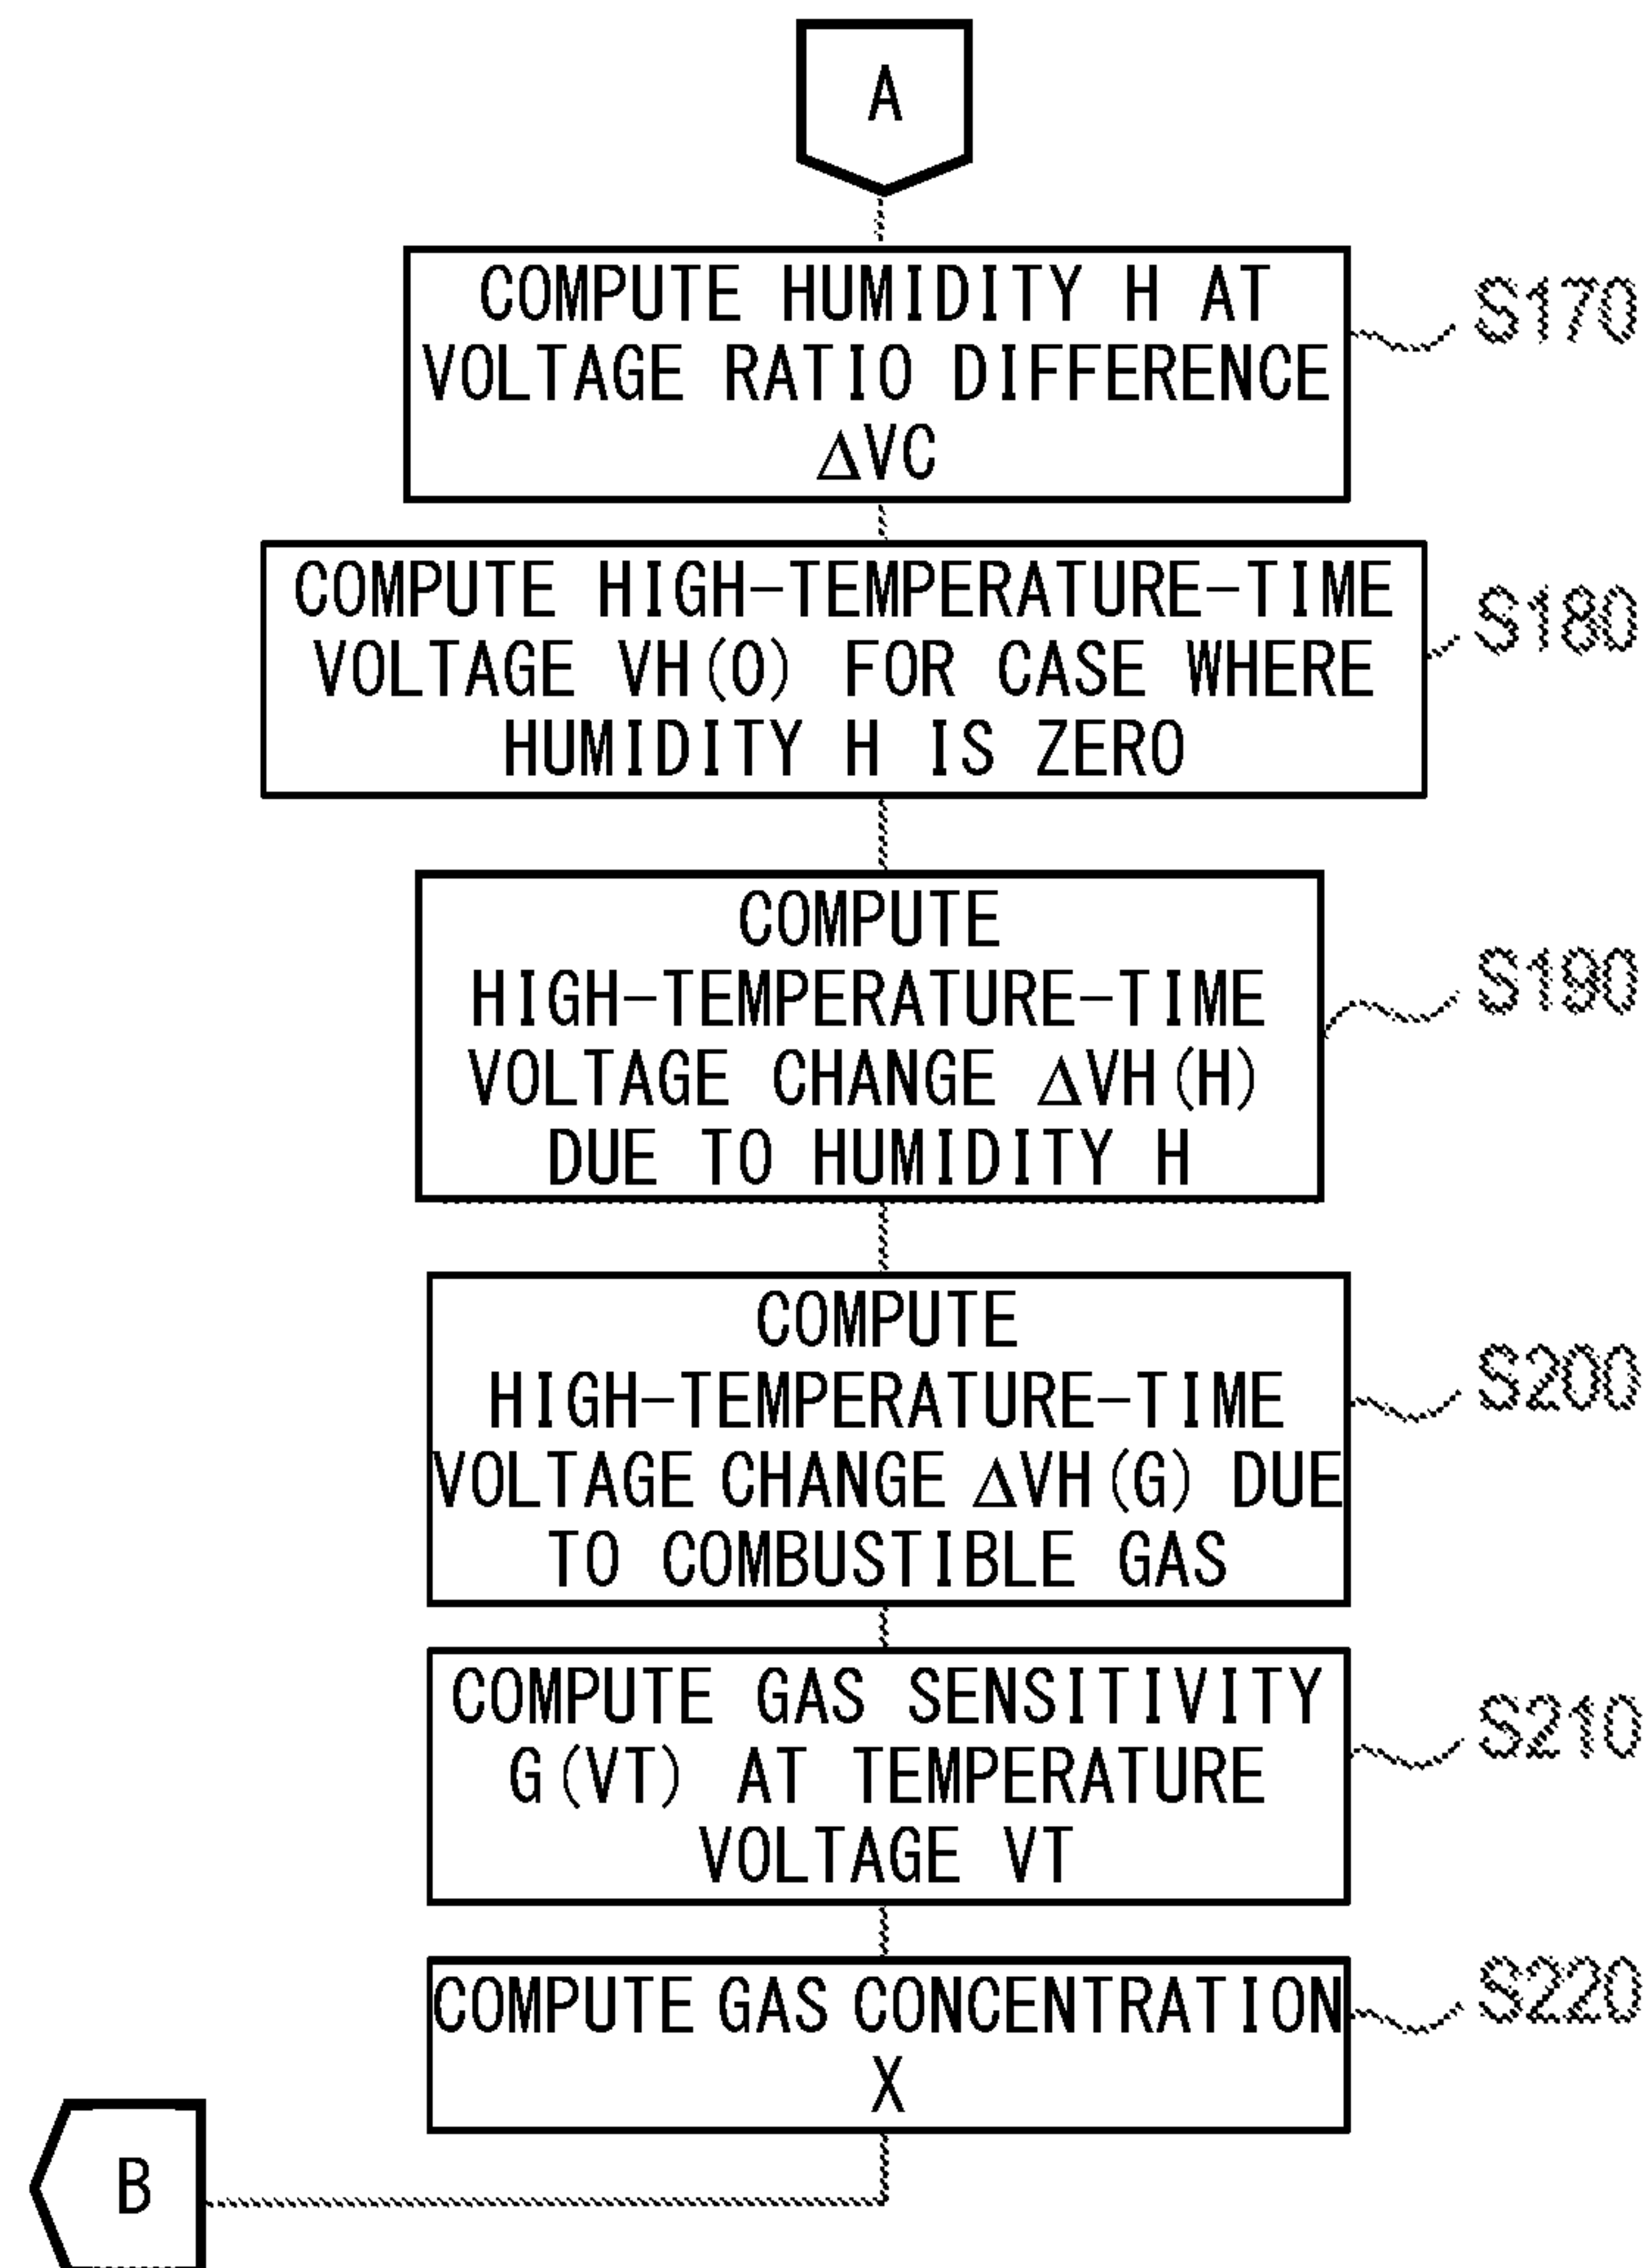 A
COMPUTE HUMIDITY H AT
VOLTAGE RATIO DIFFERENCE
ΔVC
S170
COMPUTE HIGH-TEMPERATURE-TIME
VOLTAGE VH(0) FOR CASE WHERE
HUMIDITY H IS ZERO
S180
COMPUTE
HIGH-TEMPERATURE-TIME
VOLTAGE CHANGE ΔVH(H)
DUE TO HUMIDITY H
S190
COMPUTE
HIGH-TEMPERATURE-TIME
VOLTAGE CHANGE ΔVH(G) DUE
TO COMBUSTIBLE GAS
S200
COMPUTE GAS SENSITIVITY
G(VT) AT TEMPERATURE
VOLTAGE VT
S210
COMPUTE GAS CONCENTRATION
X
S220
B